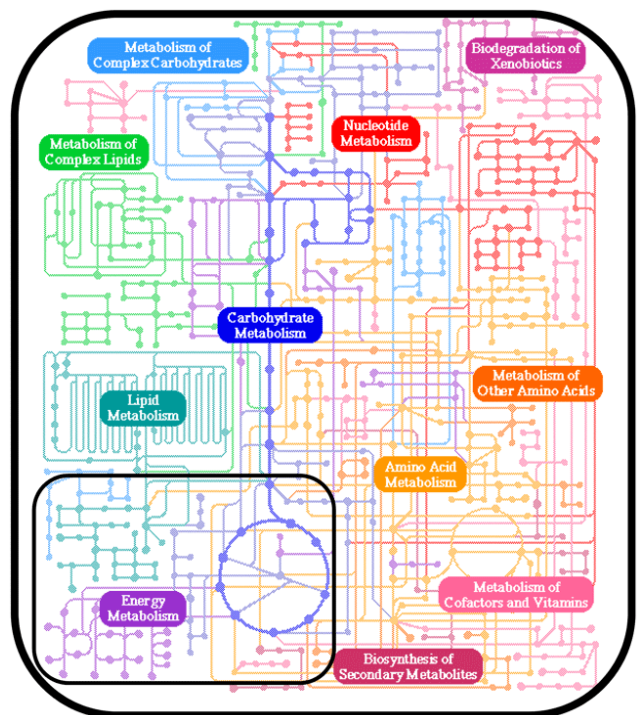 Metabolism of
Complex Carbohydrates
Biodegradation of
Xenobiotics
Nucleotide
Metabolism
Metabolism of
Complex Lipids
Carbohydrate
Metabolism
Lipid
Metabolism
Metabolism of
Other Amino Acids
Amino Acid
Metabolism
Energy
Metabolism
Metabolism of
Cofactors and Vitamins
Biosynthesis of
Secondary Metabolites